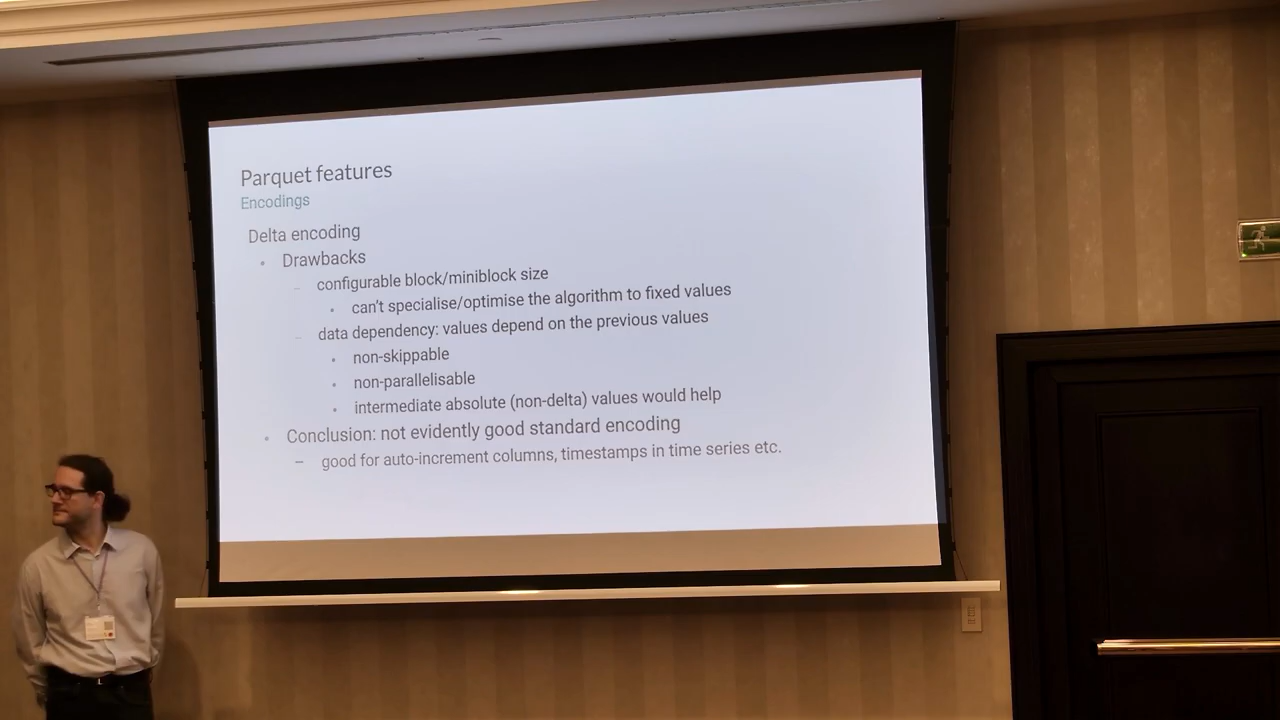 Parquet features
Encodings
Delta encoding
• Drawbacks
– configurable block/miniblock size
• can't specialise/optimise the algorithm to fixed values
– data dependency: values depend on the previous values
• non-skippable
• non-parallelisable
• intermediate absolute (non-delta) values would help
• Conclusion: not evidently good standard encoding
– good for auto-increment columns, timestamps in time series etc.